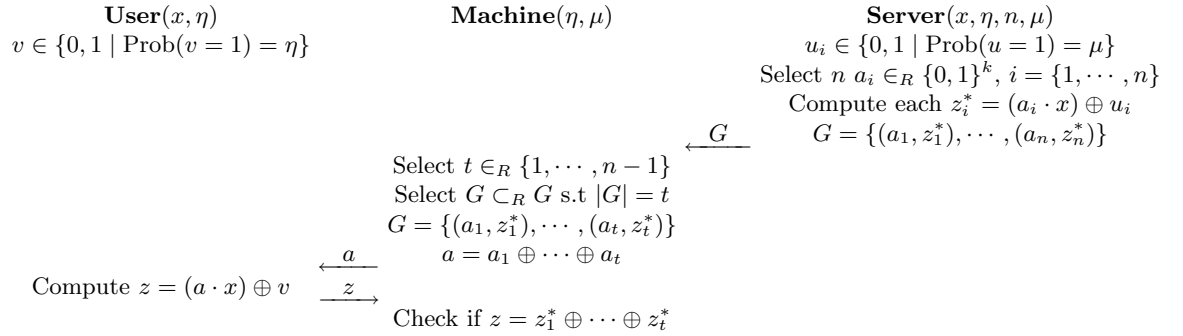 User(x, η) Machine(η, μ) Server(x, η, n, μ)
v ∈ {0, 1 | Prob(v = 1) = η} u_i ∈ {0, 1 | Prob(u = 1) = μ}
Select n a_i ∈_R {0, 1}^k, i = {1, ··· , n}
Compute each z_i^* = (a_i · x) ⊕ u_i
G G = {(a_1, z_1^*), ··· , (a_n, z_n^*)}
Select t ∈_R {1, ··· , n − 1}
Select G ⊂_R G s.t |G| = t
G = {(a_1, z_1^*), ··· , (a_t, z_t^*)}
a a = a_1 ⊕ ··· ⊕ a_t
Compute z = (a · x) ⊕ v z
Check if z = z_1^* ⊕ ··· ⊕ z_t^*